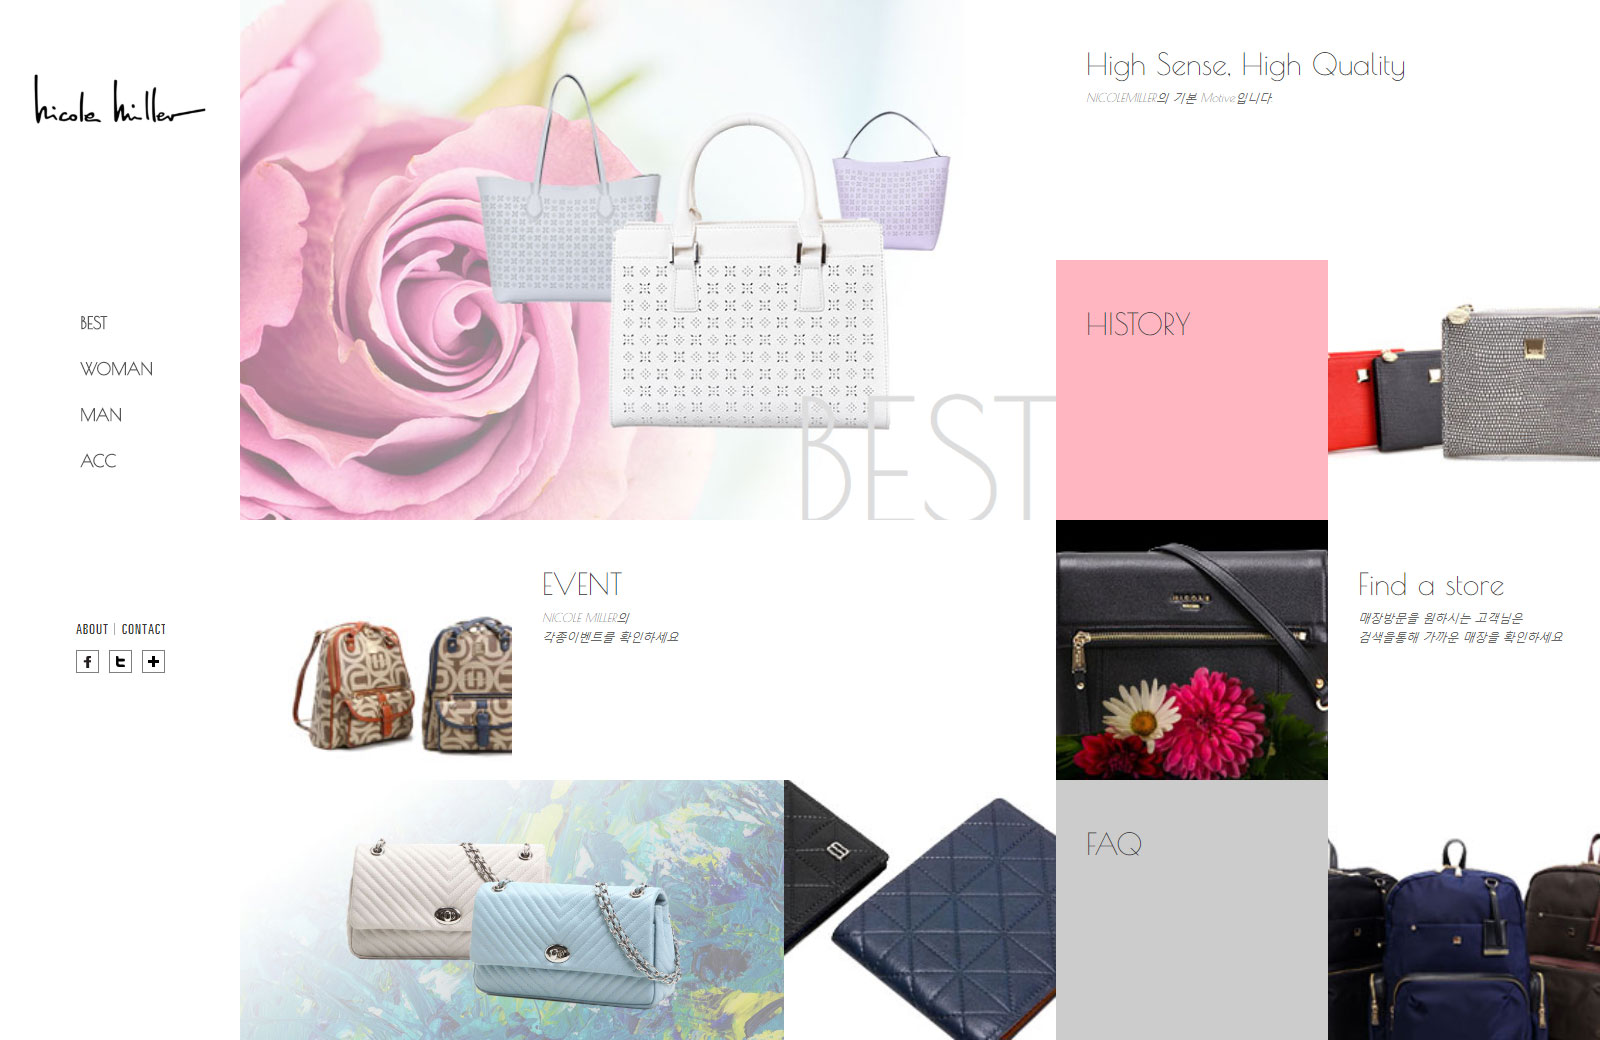 nicole miller
BEST
WOMAN
MAN
ACC
ABOUT | CONTACT
BEST
High Sense, High Quality
NICOLEMILLER의 기본 Motive입니다.
HISTORY
EVENT
NICOLE MILLER의
각종이벤트를 확인하세요
NICOLE
Find a store
매장방문을 원하시는 고객님은
검색을통해 가까운 매장을 확인하세요
FAQ